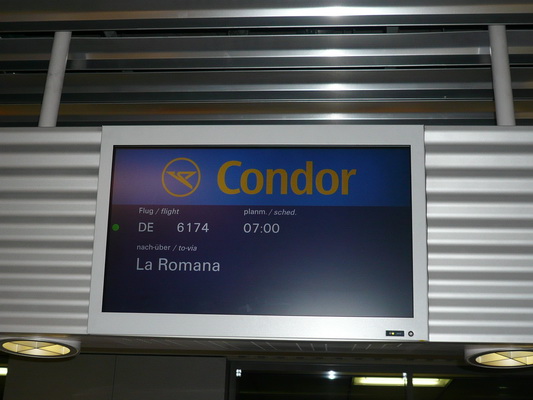 Condor
Flug / flight planm. / sched.
DE 6174 07:00
nach-über / to-via
La Romana